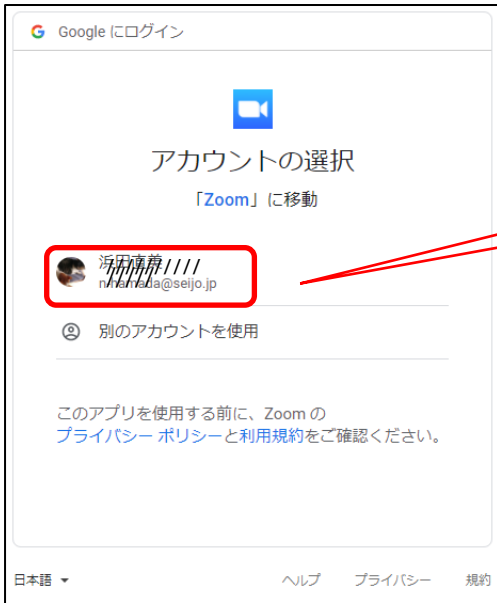 Google にログイン
アカウントの選択
「Zoom」に移動
@seijo.jp
別のアカウントを使用
このアプリを使用する前に、Zoom の
プライバシー ポリシーと利用規約をご確認ください。
日本語
ヘルプ プライバシー 規約